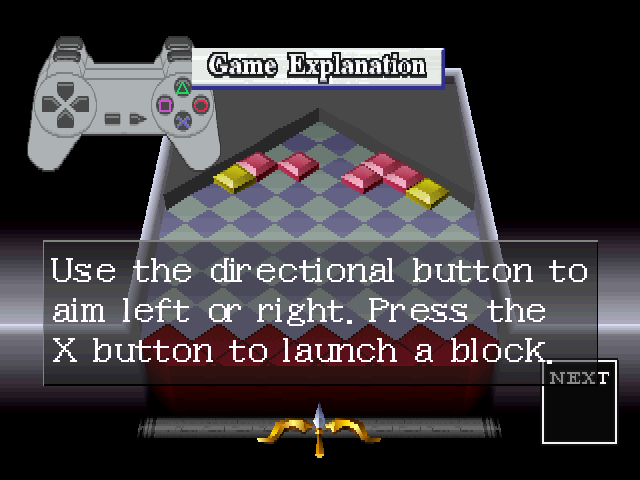 Game Explanation
Use the directional button to
aim left or right. Press the
X button to launch a block.
NEXT